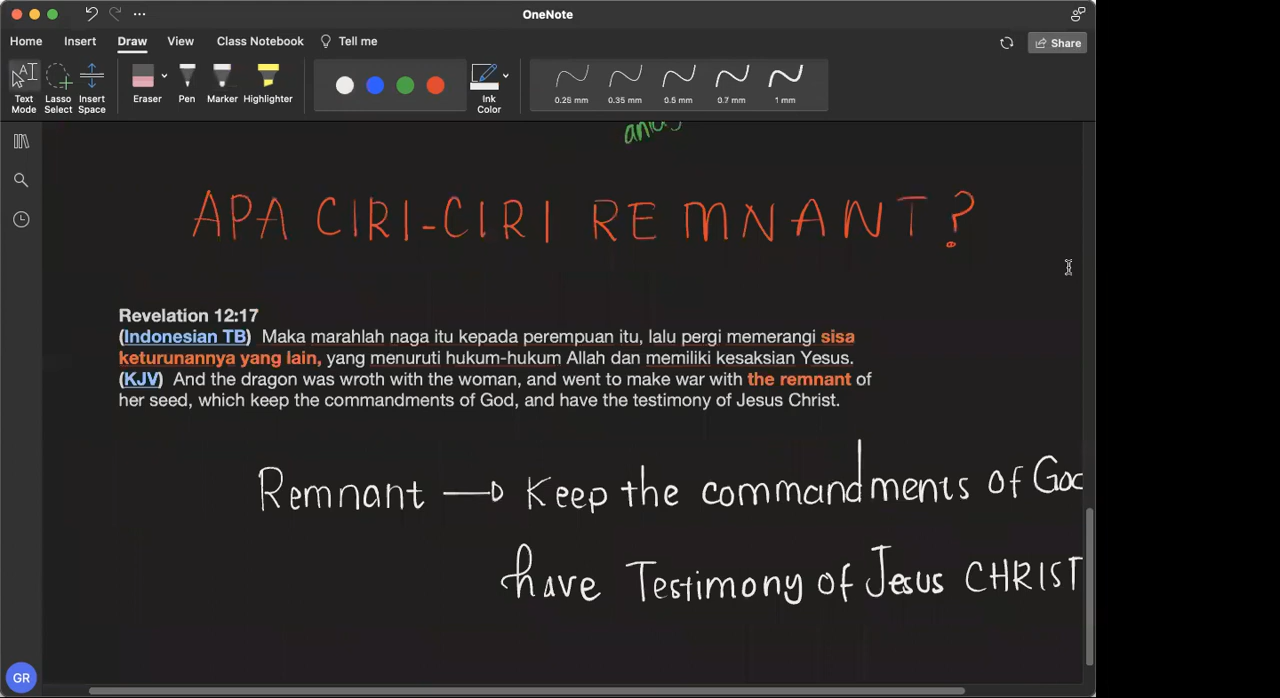 OneNote
Home Insert Draw View Class Notebook Tell me
Share
Text Mode
Lasso Select
Insert Space
Eraser
Pen
Marker
Highlighter
Ink Color
0.25 mm 0.35 mm 0.5 mm 0.7 mm 1 mm
APA CIRI-CIRI REMNANT?
Revelation 12:17
(Indonesian TB) Maka marahlah naga itu kepada perempuan itu, lalu pergi memerangi sisa
keturunannya yang lain, yang menuruti hukum-hukum Allah dan memiliki kesaksian Yesus.
(KJV) And the dragon was wroth with the woman, and went to make war with the remnant of
her seed, which keep the commandments of God, and have the testimony of Jesus Christ.
Remnant → Keep the commandments of God
have Testimony of Jesus CHRIST
GR